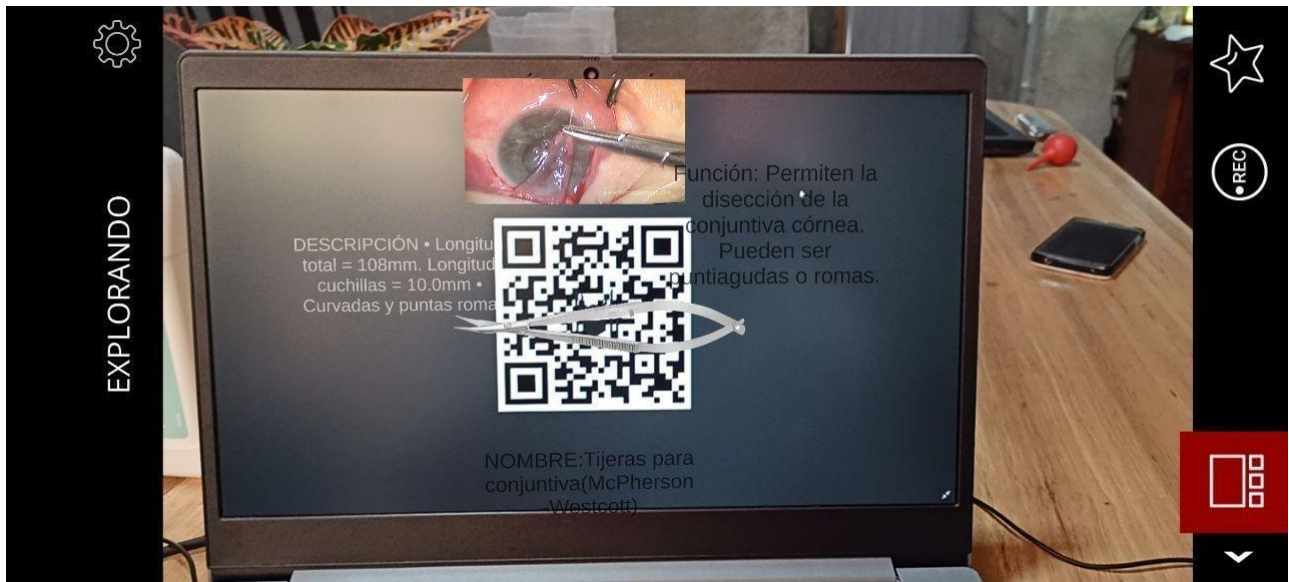 EXPLORANDO
REC
Función: Permiten la
disección de la
conjuntiva córnea.
Pueden ser
puntiagudas o romas.
DESCRIPCIÓN • Longitu
total = 108mm. Longitud
cuchillas = 10.0mm •
Curvadas y puntas roma
NOMBRE:Tijeras para
conjuntiva(McPherson
-Westcott)